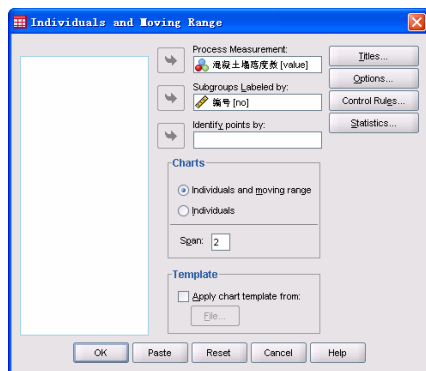 Individuals and Moving Range
Process Measurement:
混凝土塌落度数 [value]
Subgroups Labeled by:
编号 [no]
Identify points by:
Titles...
Options...
Control Rules...
Statistics...
Charts
Individuals and moving range
Individuals
Span: 2
Template
Apply chart template from:
File...
OK
Paste
Reset
Cancel
Help